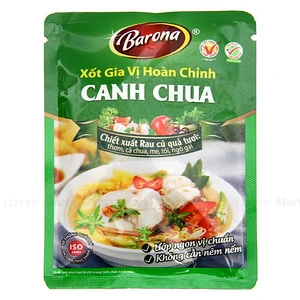 Barona
Xốt Gia Vị Hoàn Chỉnh
CANH CHUA
Chiết xuất Rau củ quả tươi:
thơm, cà chua, me, tỏi, ngò gai
ISO
Ướp ngon vị chuẩn
Không cần nêm nếm